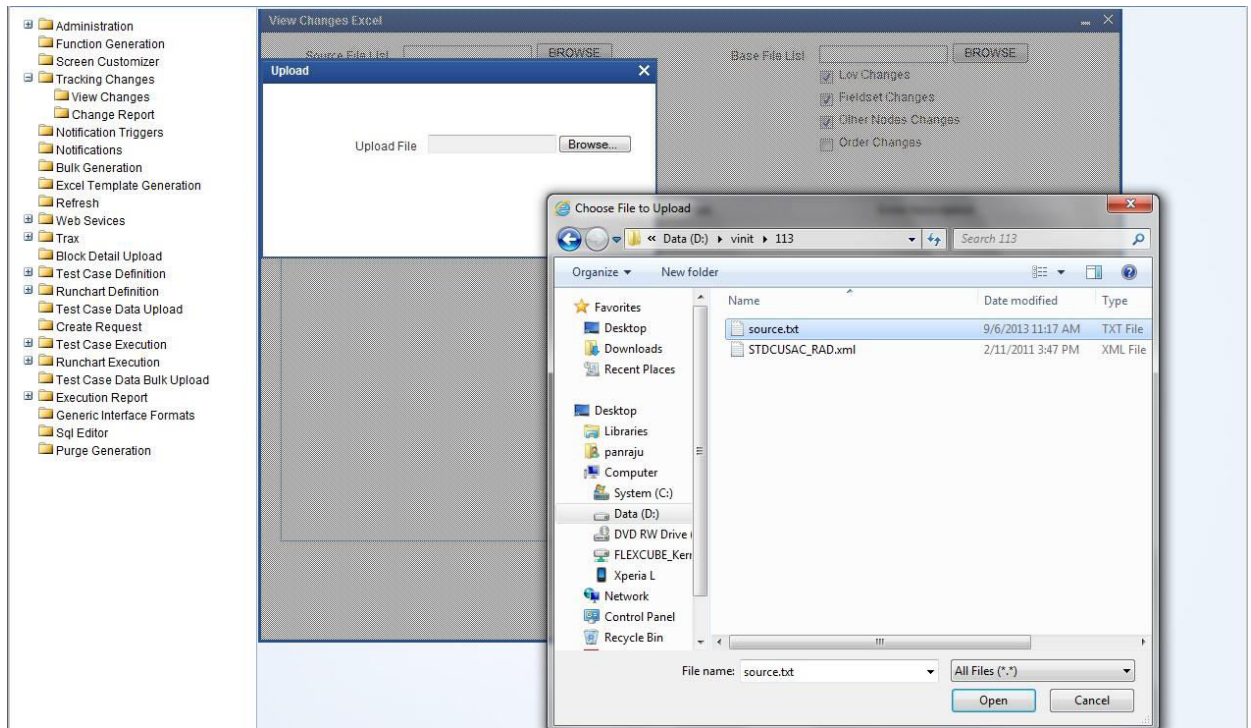 Administration
Function Generation
Screen Customizer
Tracking Changes
View Changes
Change Report
Notification Triggers
Notifications
Bulk Generation
Excel Template Generation
Refresh
Web Sevices
Trax
Block Detail Upload
Test Case Definition
Runchart Definition
Test Case Data Upload
Create Request
Test Case Execution
Runchart Execution
Test Case Data Bulk Upload
Execution Report
Generic Interface Formats
Sql Editor
Purge Generation
View Changes Excel
Source File List BROWSE Base File List BROWSE
Lov Changes
Fieldset Changes
Other Nodes Changes
Order Changes
Upload
Upload File Browse...
Choose File to Upload
« Data (D:) vinit 113 Search 113
Organize New folder
Name Date modified Type
source.txt 9/6/2013 11:17 AM TXT File
STDCUSAC_RAD.xml 2/11/2011 3:47 PM XML File
Favorites
Desktop
Downloads
Recent Places
Desktop
Libraries
panraju
Computer
System (C:)
Data (D:)
DVD RW Drive (
FLEXCUBE_Kerr
Xperia L
Network
Control Panel
Recycle Bin
File name: source.txt All Files (*.*)
Open Cancel